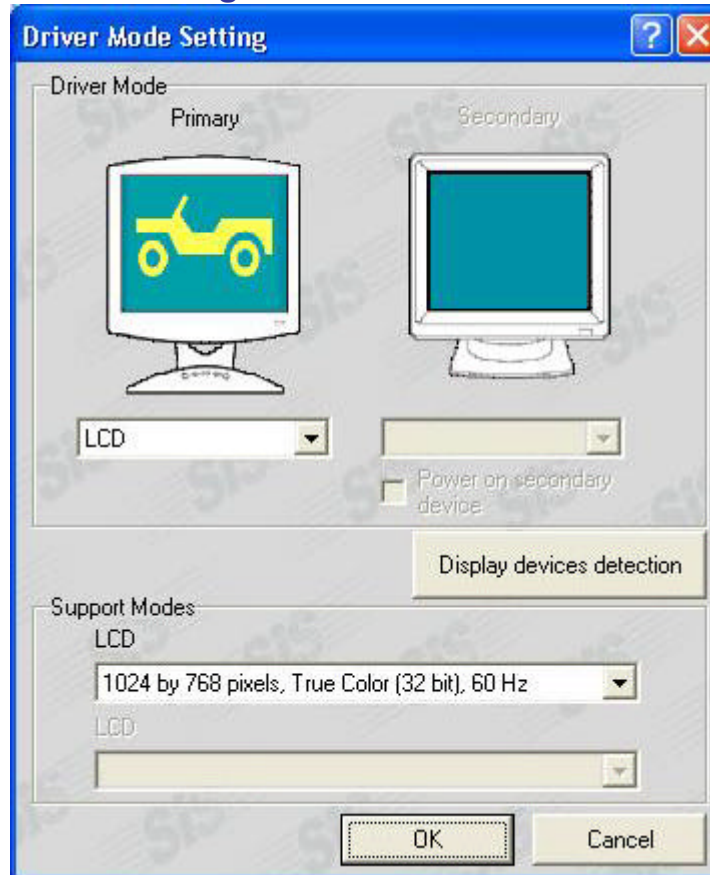 Driver Mode Setting
Driver Mode
Primary
Secondary
LCD
Power on secondary
device
Display devices detection
Support Modes
LCD
1024 by 768 pixels, True Color (32 bit), 60 Hz
LCD
OK
Cancel